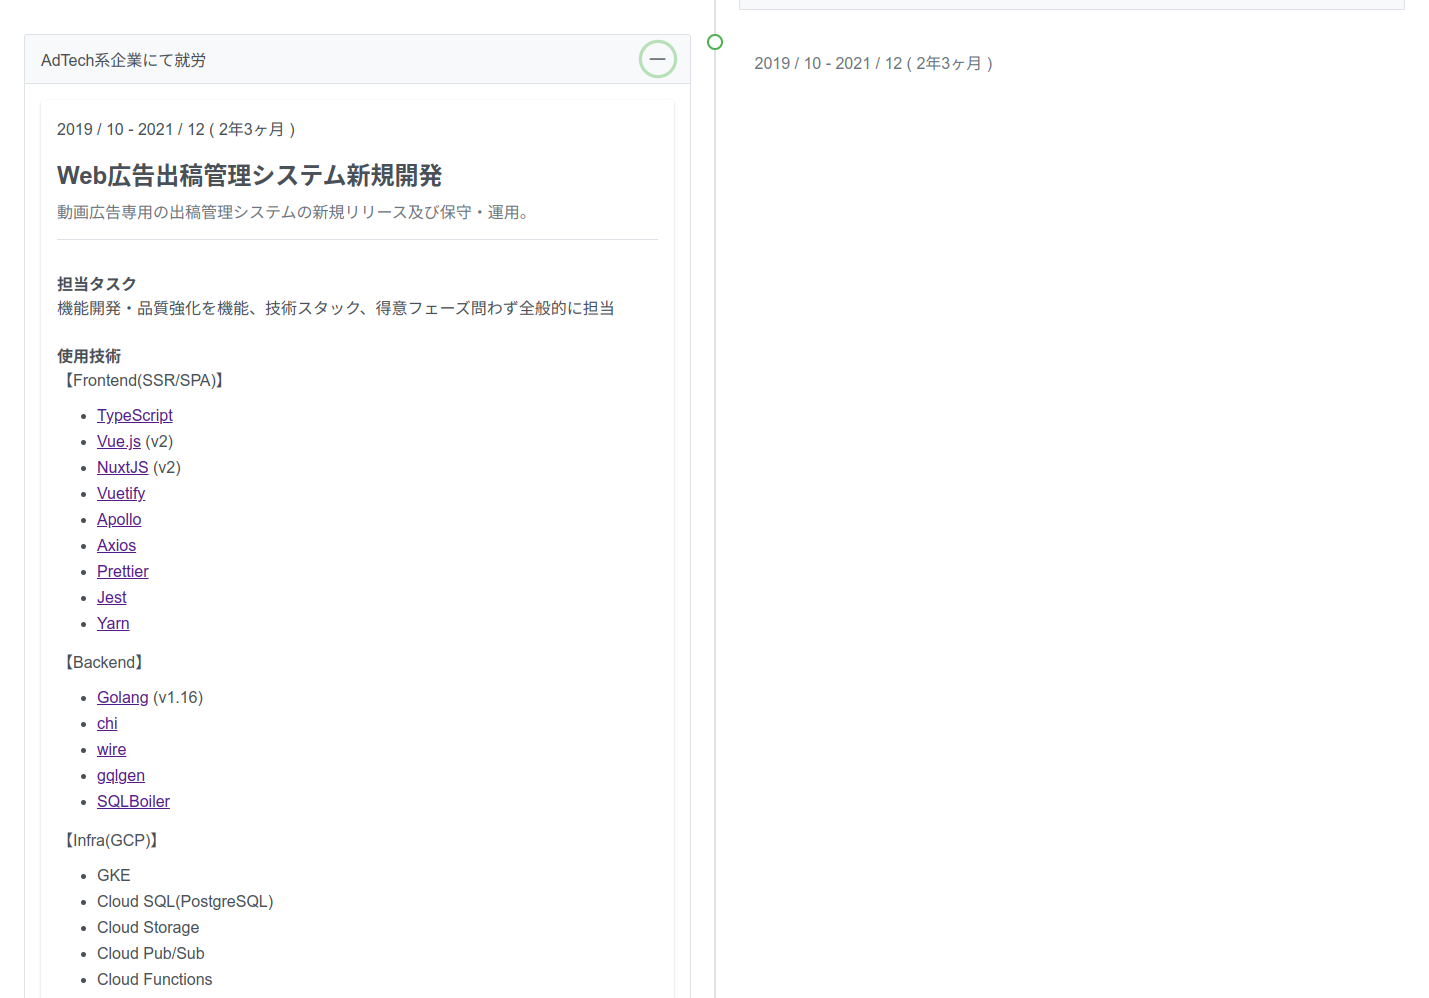 AdTech系企業にて就労
2019 / 10 - 2021 / 12 ( 2年3ヶ月 )
2019 / 10 - 2021 / 12 ( 2年3ヶ月 )
Web広告出稿管理システム新規開発
動画広告専用の出稿管理システムの新規リリース及び保守・運用。
担当タスク
機能開発・品質強化を機能、技術スタック、得意フェーズ問わず全般的に担当
使用技術
【Frontend(SSR/SPA)】
• TypeScript
• Vue.js (v2)
• NuxtJS (v2)
• Vuetify
• Apollo
• Axios
• Prettier
• Jest
• Yarn
【Backend】
• Golang (v1.16)
• chi
• wire
• gqlgen
• SQLBoiler
【Infra(GCP)】
• GKE
• Cloud SQL(PostgreSQL)
• Cloud Storage
• Cloud Pub/Sub
• Cloud Functions